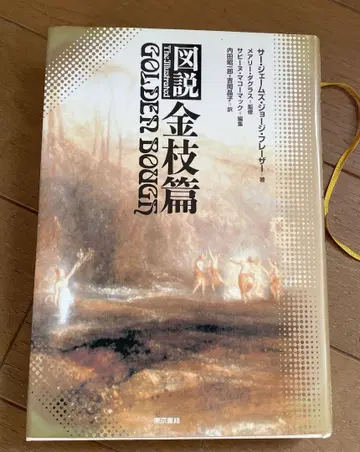 サー・ジェームズ・ジョージ・フレーザー 著
メアリー・ダグラス 監修
サビーヌ・マコーマック 編集
内田昭一郎・吉岡晶子 訳
図説 金枝篇
The Illustrated
GOLDEN BOUGH
東京書籍